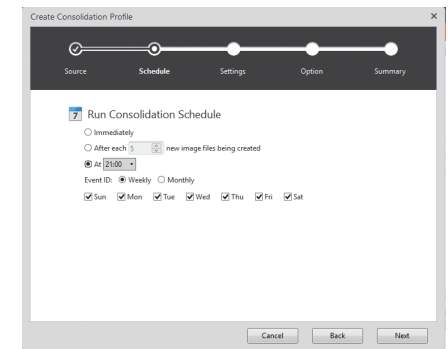 Create Consolidation Profile
Source Schedule Settings Option Summary
7 Run Consolidation Schedule
Immediately
After each 5 new image files being created
At 21:00
Event ID: Weekly Monthly
Sun Mon Tue Wed Thu Fri Sat
Cancel Back Next